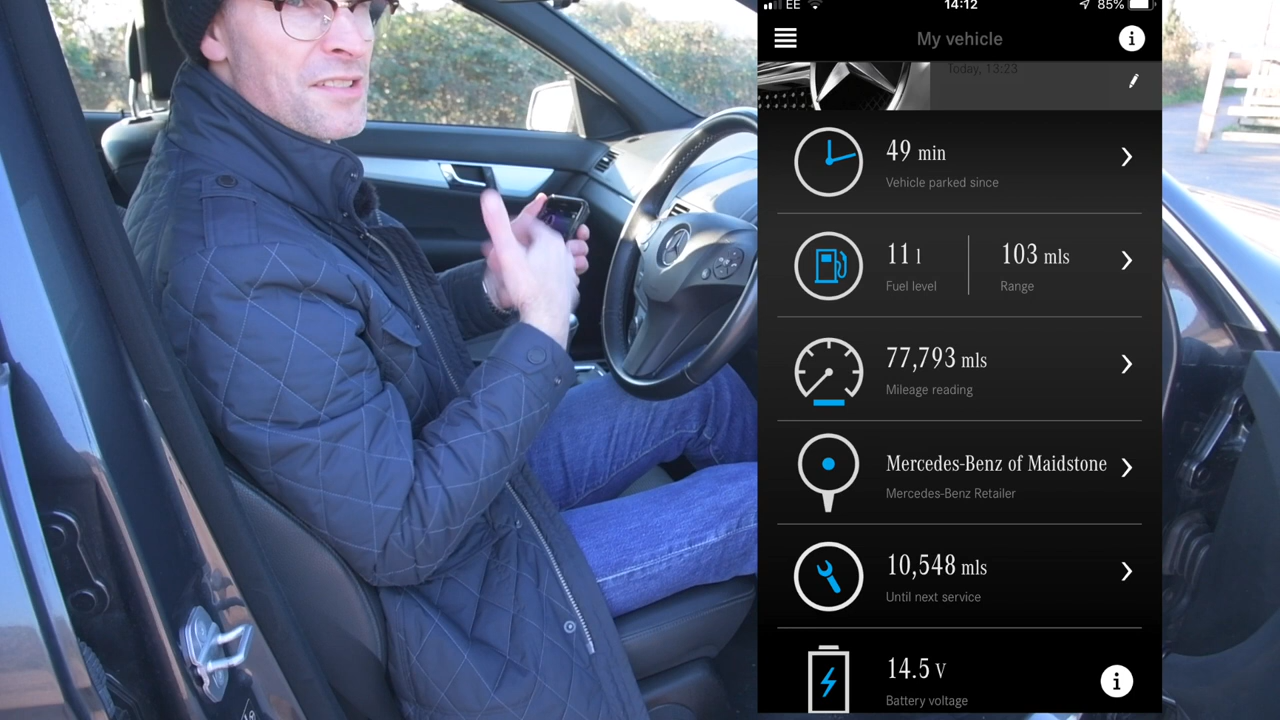 EE 14:12 85%
My vehicle
i
Today, 13:23
49 min
Vehicle parked since
11 l 103 mls
Fuel level Range
77,793 mls
Mileage reading
Mercedes-Benz of Maidstone
Mercedes-Benz Retailer
10,548 mls
Until next service
14.5 V
i
Battery voltage